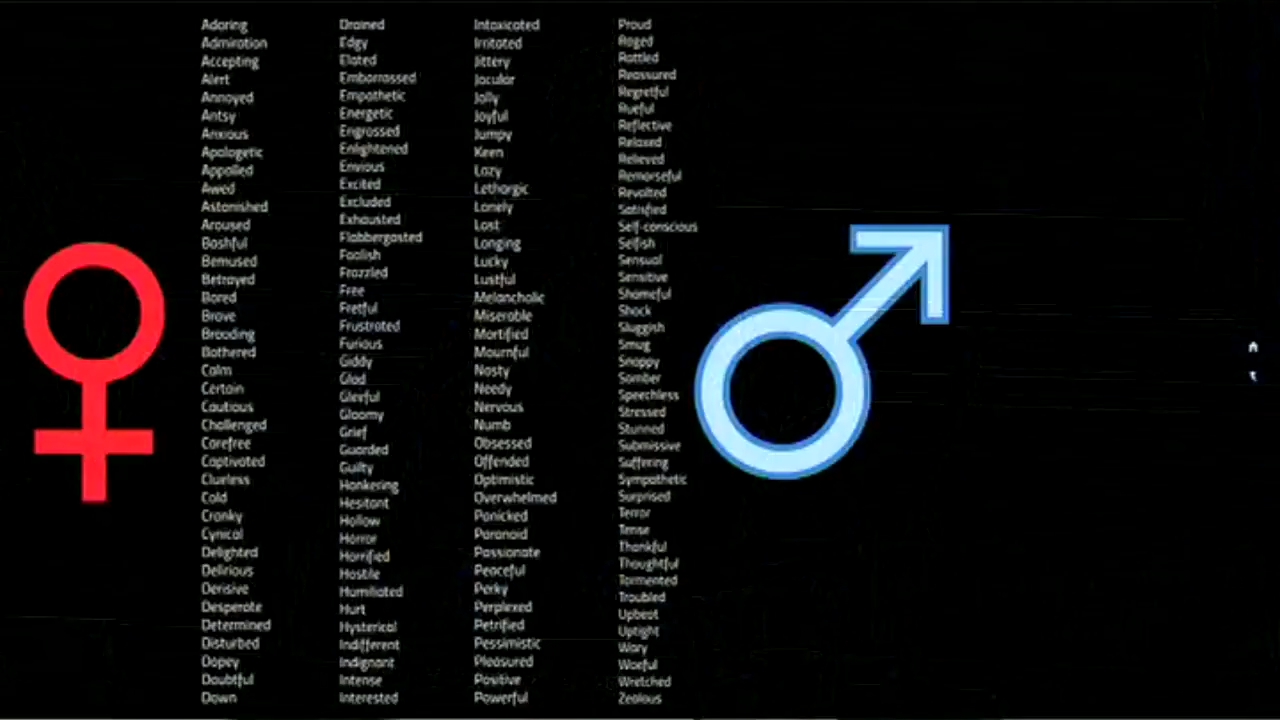 Adoring
Admiration
Accepting
Alert
Annoyed
Antsy
Anxious
Apologetic
Appalled
Awed
Astonished
Aroused
Bashful
Bemused
Betrayed
Bored
Brave
Brooding
Bothered
Calm
Certain
Cautious
Challenged
Carefree
Captivated
Clueless
Cold
Cranky
Cynical
Delighted
Delirious
Derisive
Desperate
Determined
Disturbed
Dopey
Doubtful
Down
Drained
Edgy
Elated
Embarrassed
Empathetic
Energetic
Engrossed
Enlightened
Envious
Excited
Excluded
Exhausted
Flabbergasted
Foolish
Frazzled
Free
Fretful
Frustrated
Furious
Giddy
Glad
Gleeful
Gloomy
Grief
Guarded
Guilty
Hankering
Hesitant
Hollow
Horror
Horrified
Hostile
Humiliated
Hurt
Hysterical
Indifferent
Indignant
Intense
Interested
Intoxicated
Irritated
Jittery
Jocular
Jolly
Joyful
Jumpy
Keen
Lazy
Lethargic
Lonely
Lost
Longing
Lucky
Lustful
Melancholic
Miserable
Mortified
Mournful
Nasty
Needy
Nervous
Numb
Obsessed
Offended
Optimistic
Overwhelmed
Panicked
Paranoid
Passionate
Peaceful
Perky
Perplexed
Petrified
Pessimistic
Pleasured
Positive
Powerful
Proud
Raged
Rattled
Reassured
Regretful
Rueful
Reflective
Relaxed
Relieved
Remorseful
Revolted
Satisfied
Self-conscious
Selfish
Sensual
Sensitive
Shameful
Shock
Sluggish
Smug
Snappy
Somber
Speechless
Stressed
Stunned
Submissive
Suffering
Sympathetic
Surprised
Terror
Tense
Thankful
Thoughtful
Tormented
Troubled
Upbeat
Uptight
Wary
Woeful
Wretched
Zealous